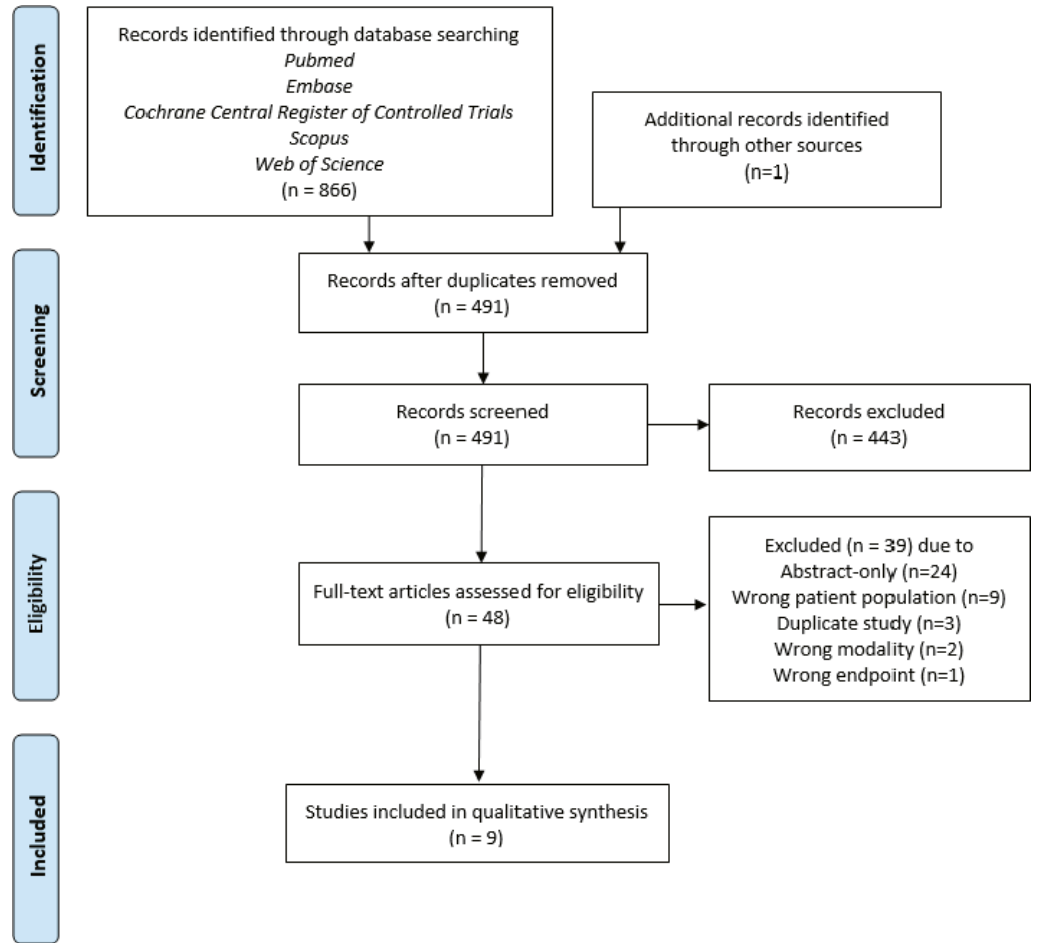 Identification
Records identified through database searching
Pubmed
Embase
Cochrane Central Register of Controlled Trials
Scopus
Web of Science
(n = 866)
Additional records identified
through other sources
(n=1)
Screening
Records after duplicates removed
(n = 491)
Records screened
(n = 491)
Records excluded
(n = 443)
Eligibility
Full-text articles assessed for eligibility
(n = 48)
Excluded (n = 39) due to
Abstract-only (n=24)
Wrong patient population (n=9)
Duplicate study (n=3)
Wrong modality (n=2)
Wrong endpoint (n=1)
Included
Studies included in qualitative synthesis
(n = 9)